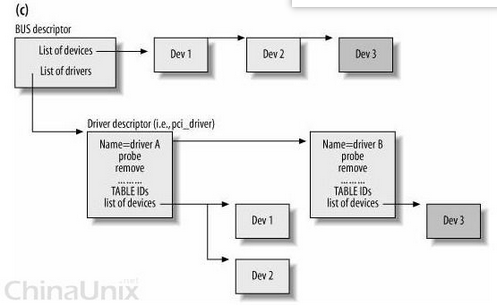 (c)
BUS descriptor
List of devices
List of drivers
Dev 1
Dev 2
Dev 3
Driver descriptor (i.e., pci_driver)
Name=driver A
probe
remove
.........
TABLE IDs
list of devices
Name=driver B
probe
remove
.........
TABLE IDs
list of devices
Dev 1
Dev 3
Dev 2
ChinaUnix.net